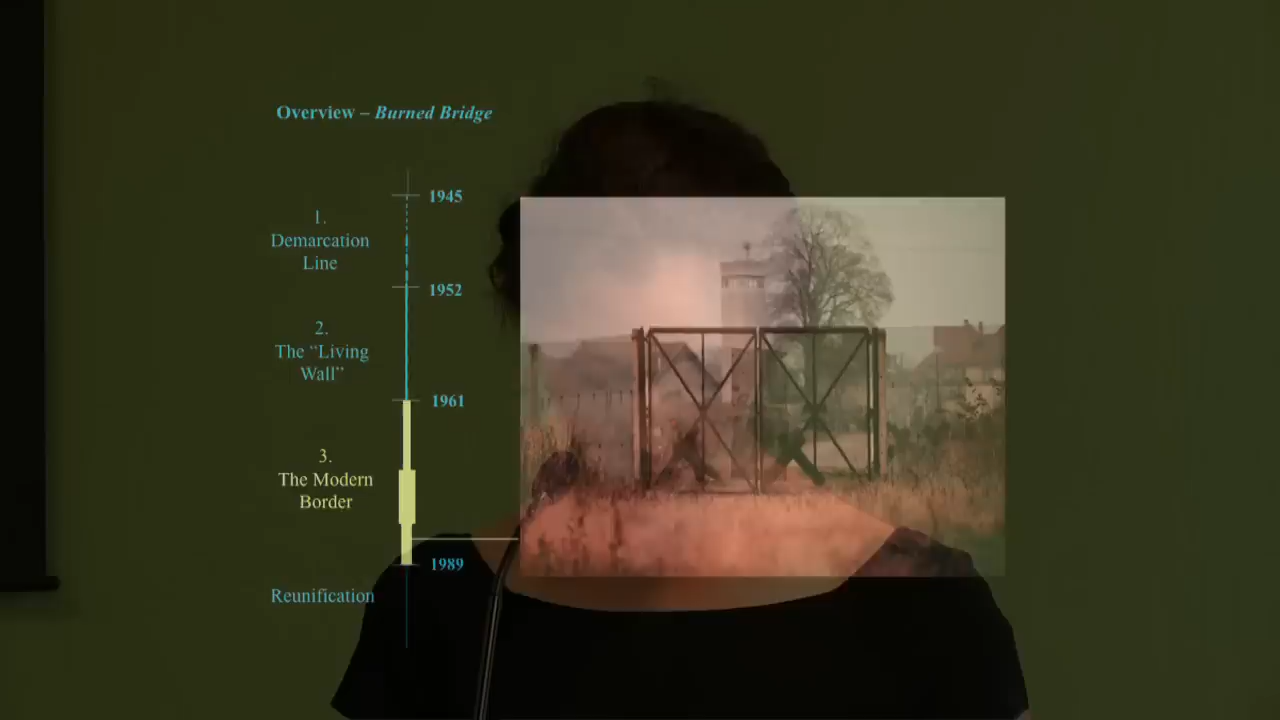 Overview – Burned Bridge
1945
1.
Demarcation
Line
1952
2.
The “Living
Wall”
1961
3.
The Modern
Border
1989
Reunification